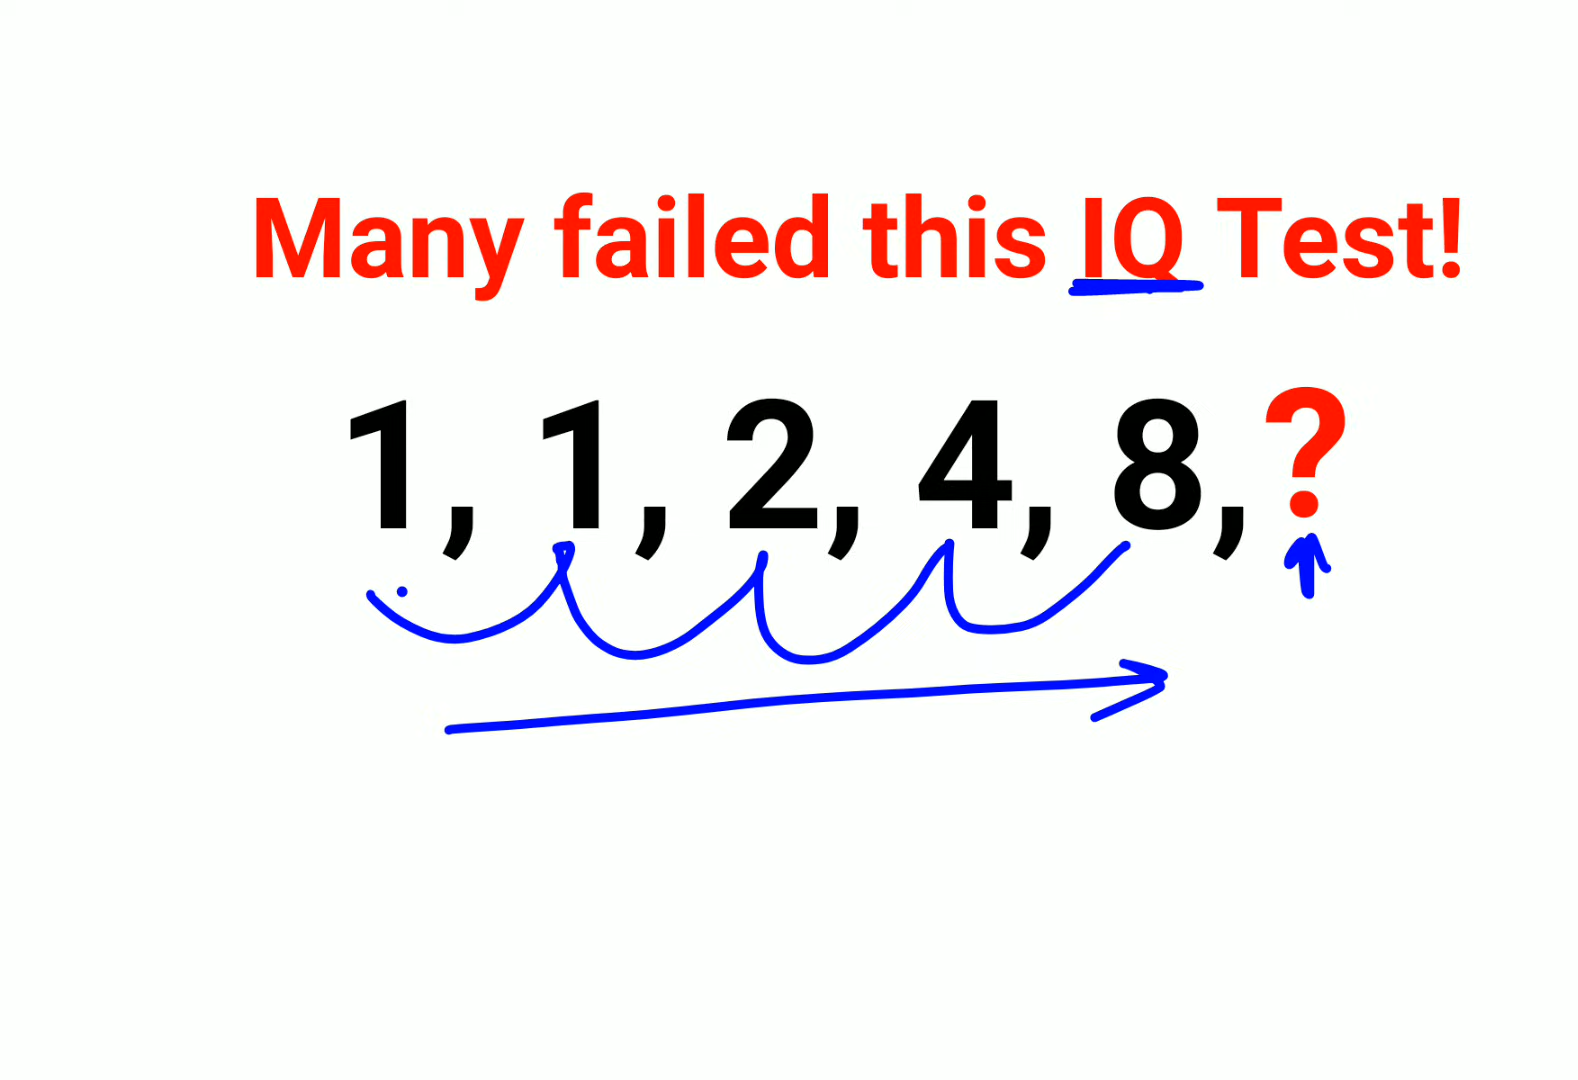 Many failed this IQ Test!
1, 1, 2, 4, 8, ?